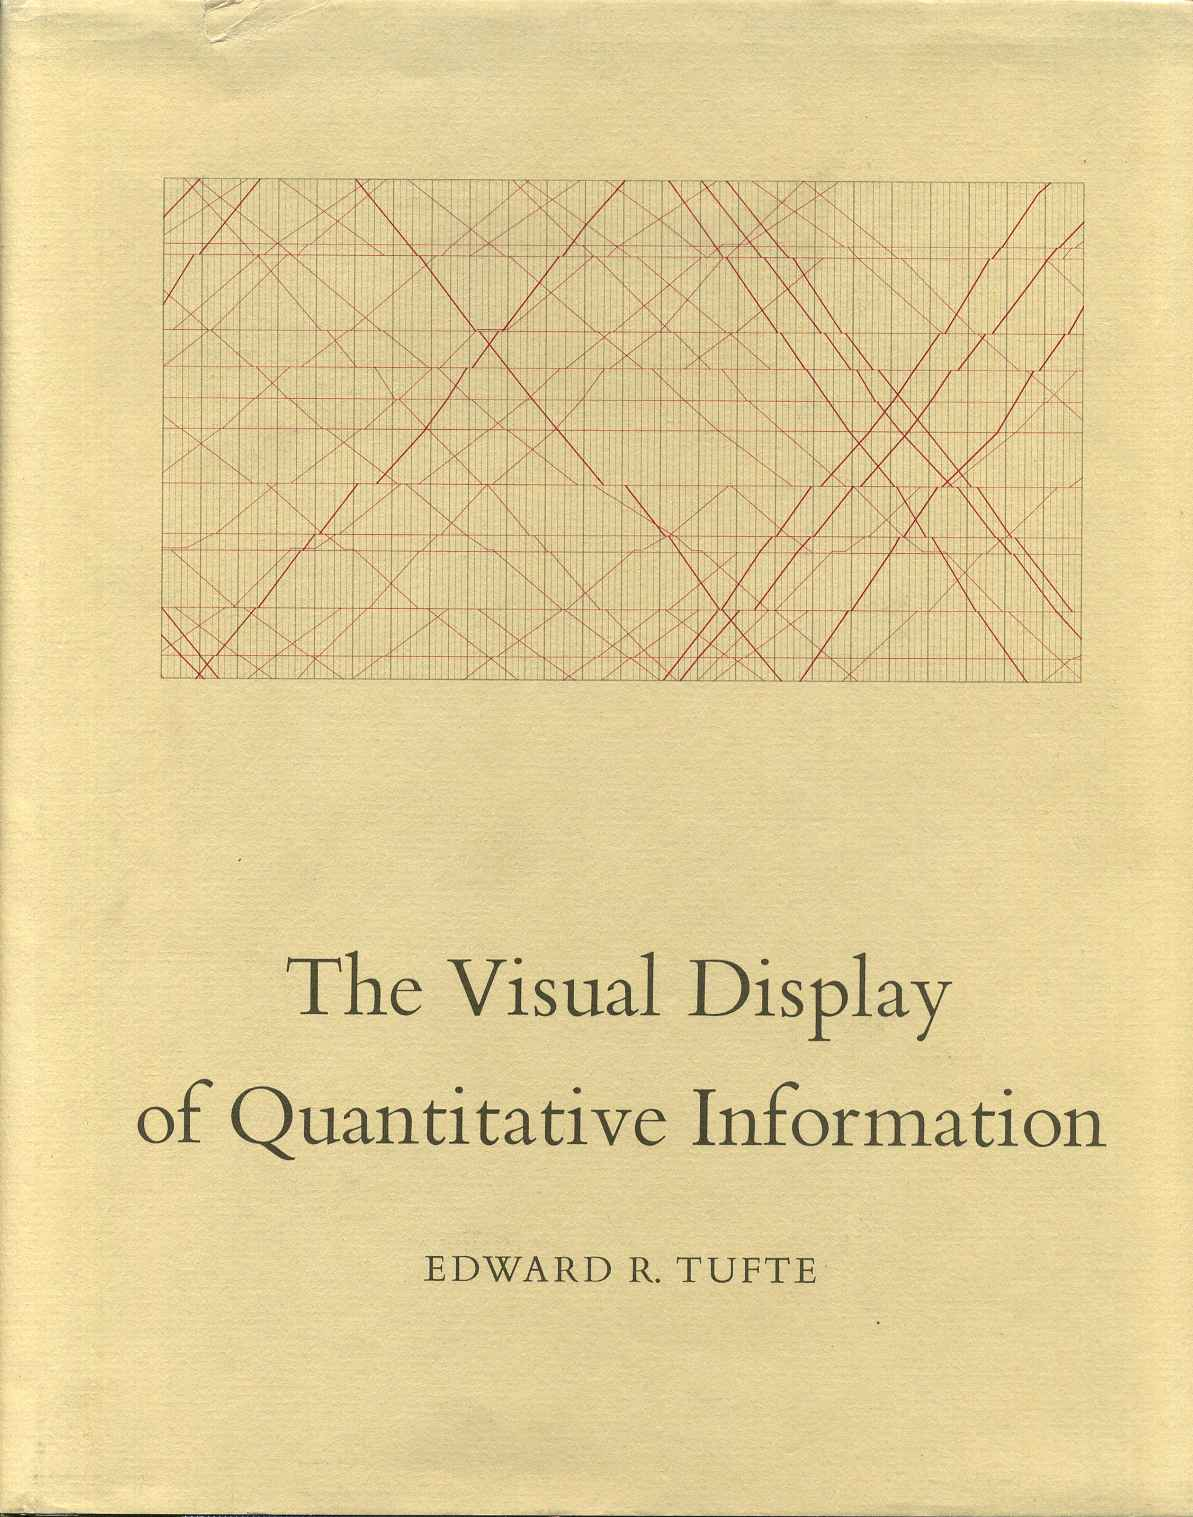 The Visual Display
of Quantitative Information
EDWARD R. TUFTE